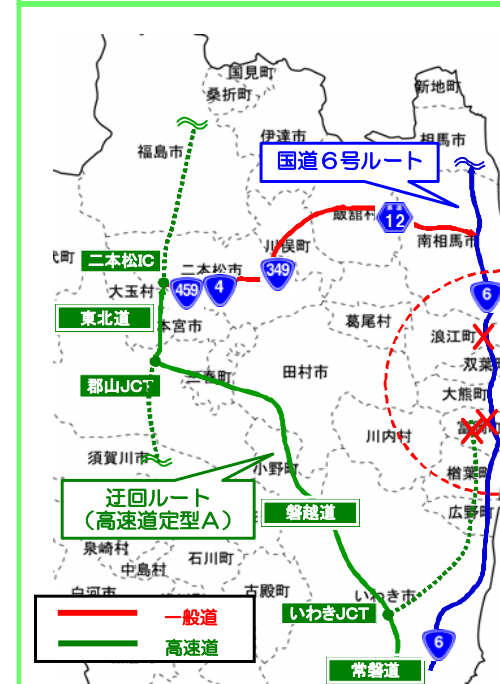 国見町
桑折町
新地町
伊達市
相馬市
福島市
国道６号ルート
飯舘村
12
南相馬市
川俣町
二本松IC
二本松市
349
大玉村
459
4
6
東北道
本宮市
葛尾村
浪江町
双葉
郡山JCT
三春町
田村市
大熊町
川内村
須賀川市
小野町
楢葉町
迂回ルート
（高速道定型Ａ）
磐越道
広野町
泉崎村
石川町
中島村
白河市
古殿町
いわき市
いわきJCT
一般道
6
高速道
常磐道